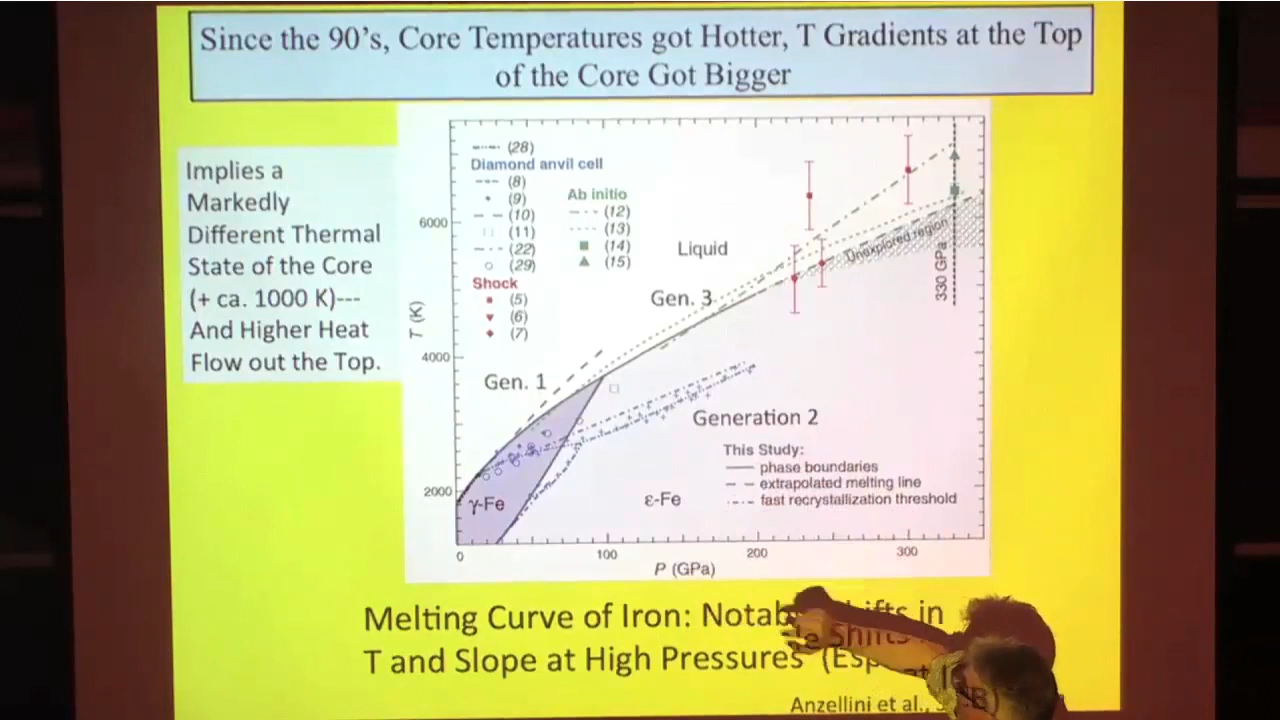 Since the 90's, Core Temperatures got Hotter, T Gradients at the Top
of the Core Got Bigger
Implies a
Markedly
Different Thermal
State of the Core
(+ ca. 1000 K)---
And Higher Heat
Flow out the Top.
(28)
Diamond anvil cell
(8)
(9)
(10)
(11)
(22)
(29)
Shock
(5)
(6)
(7)
Ab initio
(12)
(13)
(14)
(15)
Liquid
Gen. 3
Gen. 1
Generation 2
Unexplored region
330 GPa
This Study:
phase boundaries
extrapolated melting line
fast recrystallization threshold
γ-Fe
ε-Fe
T (K)
6000
4000
2000
0
100
200
300
P (GPa)
Melting Curve of Iron: in
T and Slope at High Pressures
Anzellini et al.,